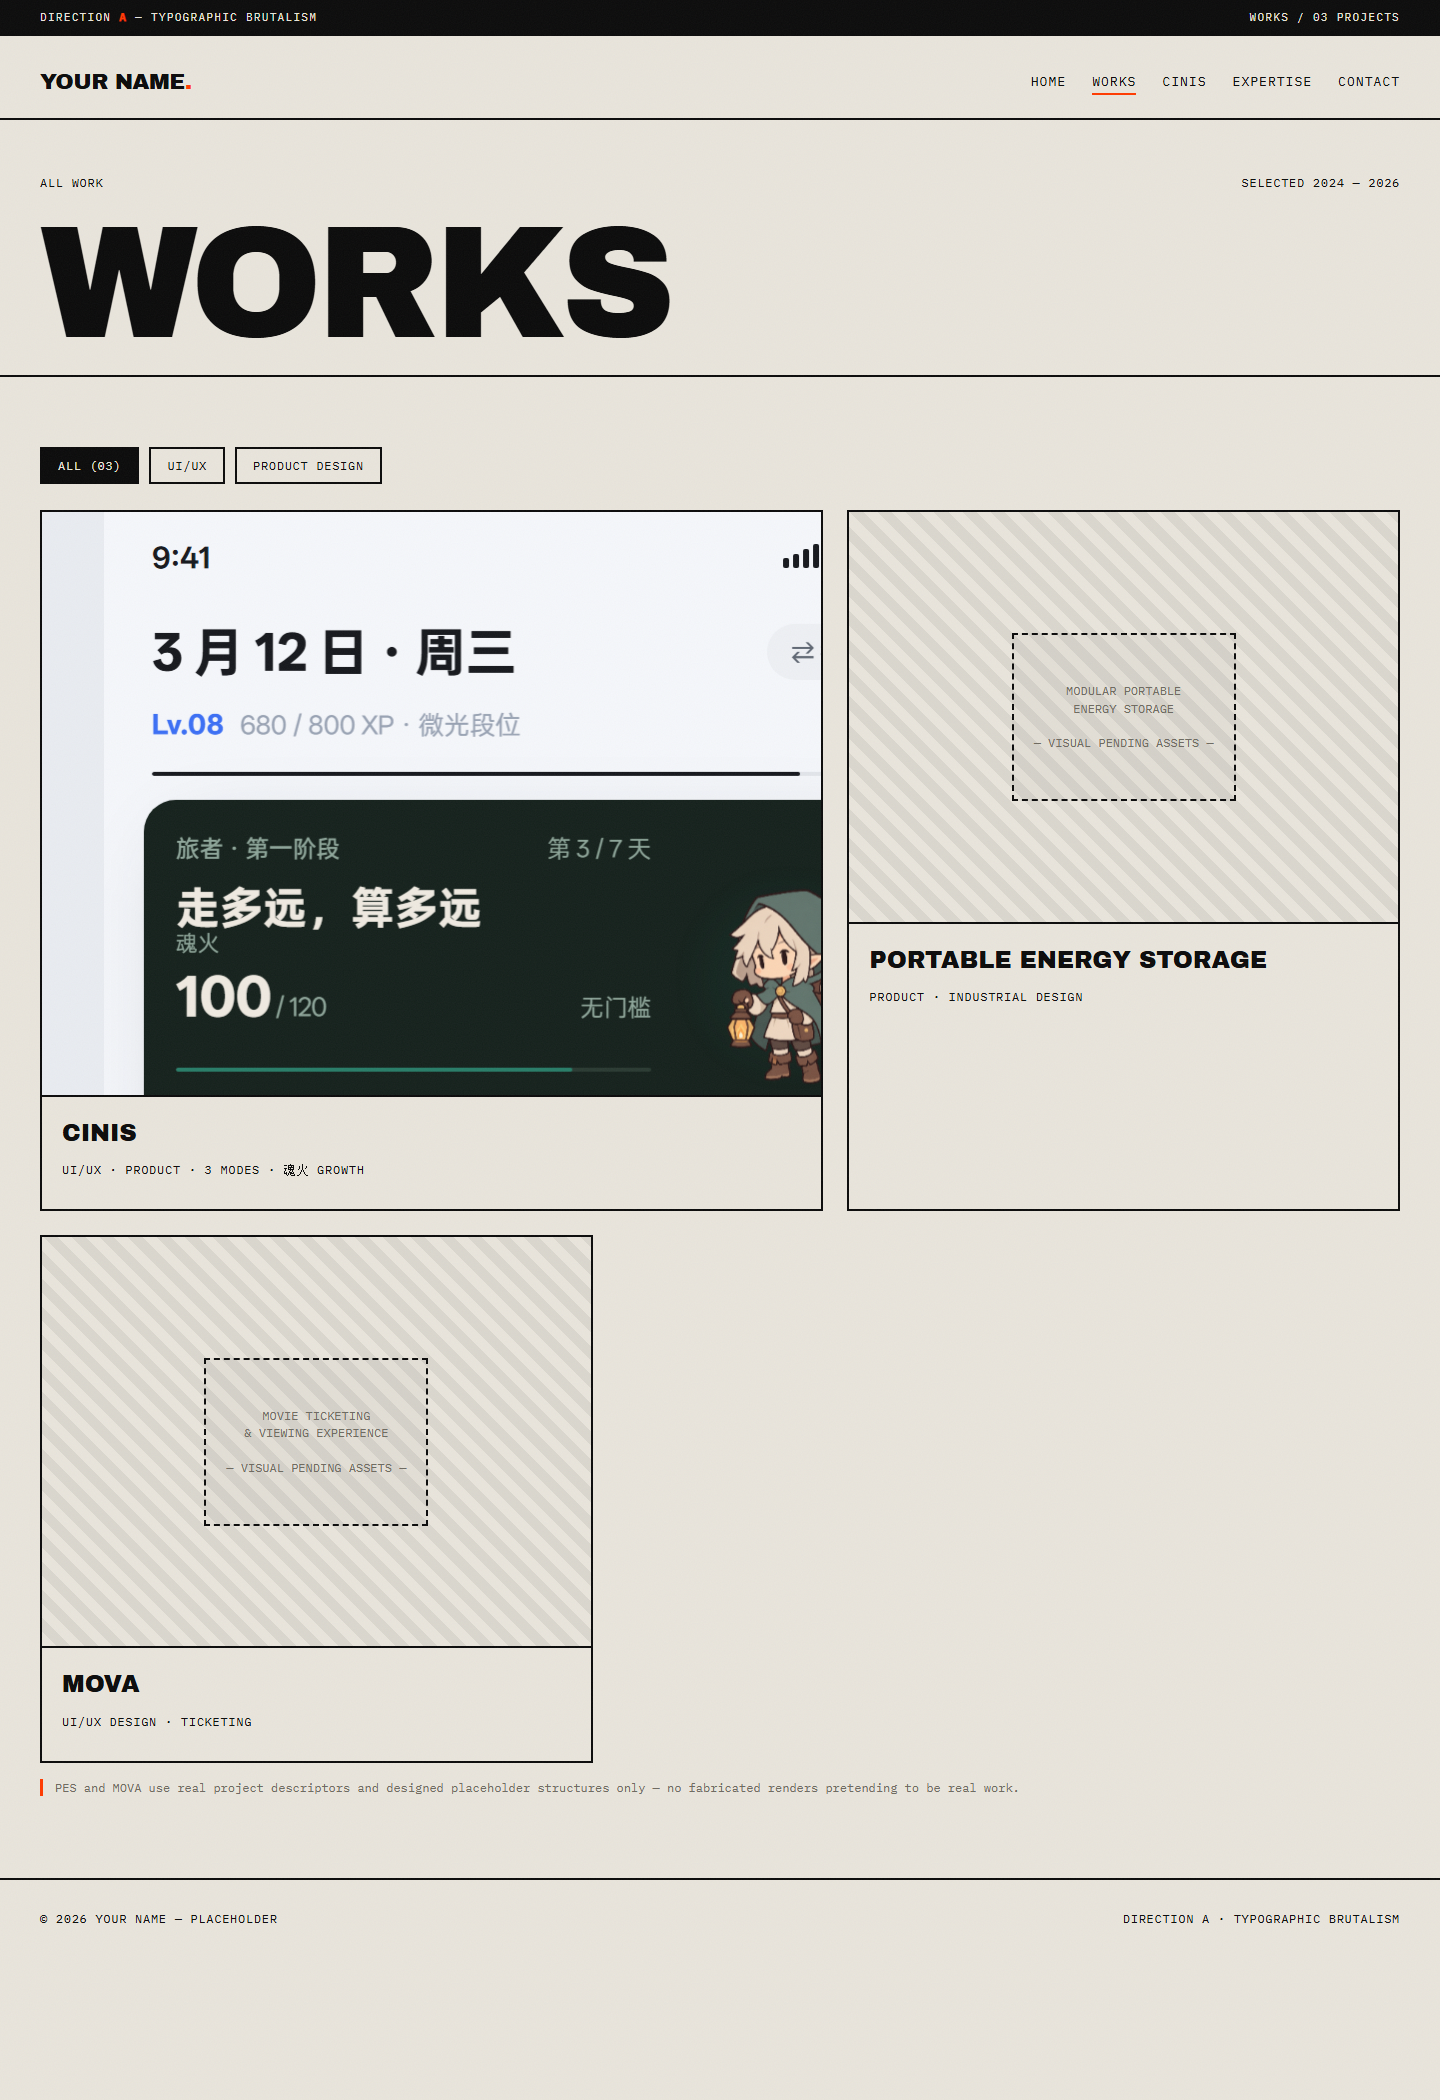 DIRECTION A — TYPOGRAPHIC BRUTALISM
WORKS / 03 PROJECTS
YOUR NAME.
HOME
WORKS
CINIS
EXPERTISE
CONTACT
ALL WORK
SELECTED 2024 — 2026
WORKS
ALL (03)
UI/UX
PRODUCT DESIGN
9:41
3 月 12 日 · 周三
Lv.08 680 / 800 XP · 微光段位
旅者 · 第一阶段
第 3 / 7 天
走多远，算多远
魂火
100 / 120
无门槛
CINIS
UI/UX · PRODUCT · 3 MODES · 魂火 GROWTH
MODULAR PORTABLE
ENERGY STORAGE
— VISUAL PENDING ASSETS —
PORTABLE ENERGY STORAGE
PRODUCT · INDUSTRIAL DESIGN
MOVIE TICKETING
& VIEWING EXPERIENCE
— VISUAL PENDING ASSETS —
MOVA
UI/UX DESIGN · TICKETING
PES and MOVA use real project descriptors and designed placeholder structures only — no fabricated renders pretending to be real work.
© 2026 YOUR NAME — PLACEHOLDER
DIRECTION A · TYPOGRAPHIC BRUTALISM